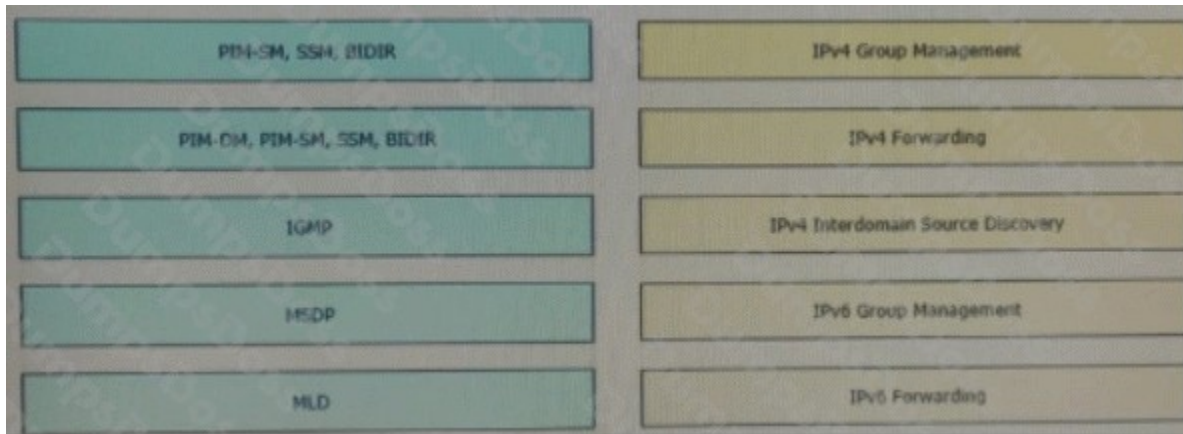 PIM-SM, SSM, BIDIR
IPv4 Group Management
PIM-DM, PIM-SM, SSM, BIDIR
IPv4 Forwarding
IGMP
IPv4 Interdomain Source Discovery
MSDP
IPv6 Group Management
MLD
IPv6 Forwarding